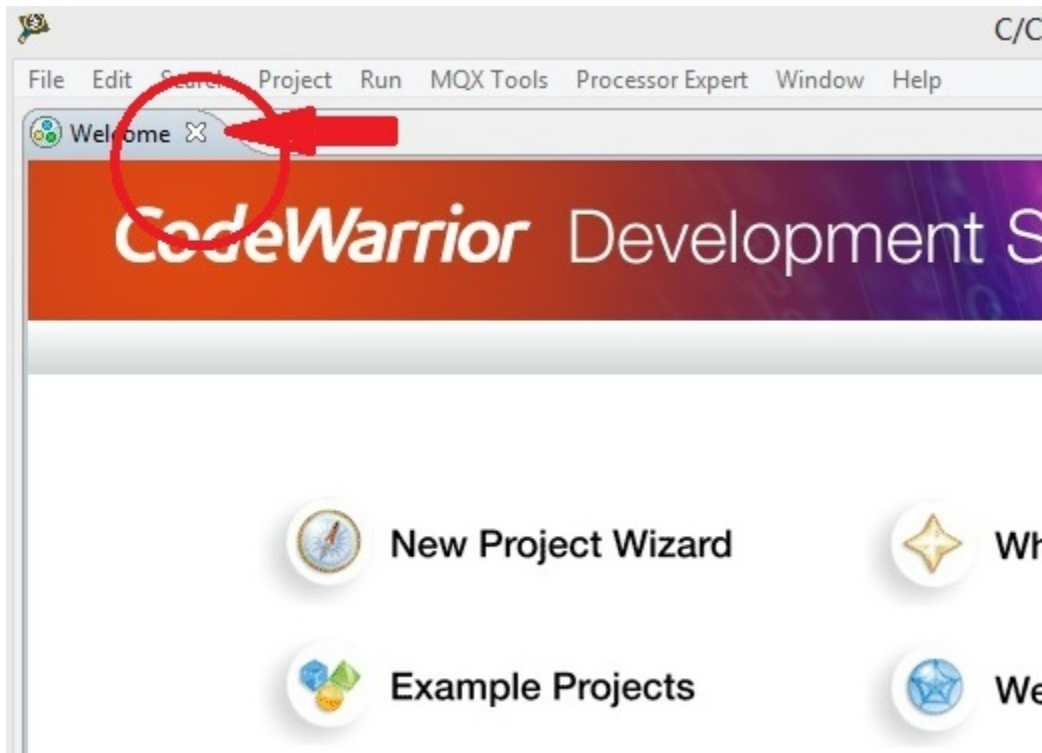 C/C
File Edit Search Project Run MQX Tools Processor Expert Window Help
Welcome
CodeWarrior Development S
New Project Wizard
Wh
Example Projects
We